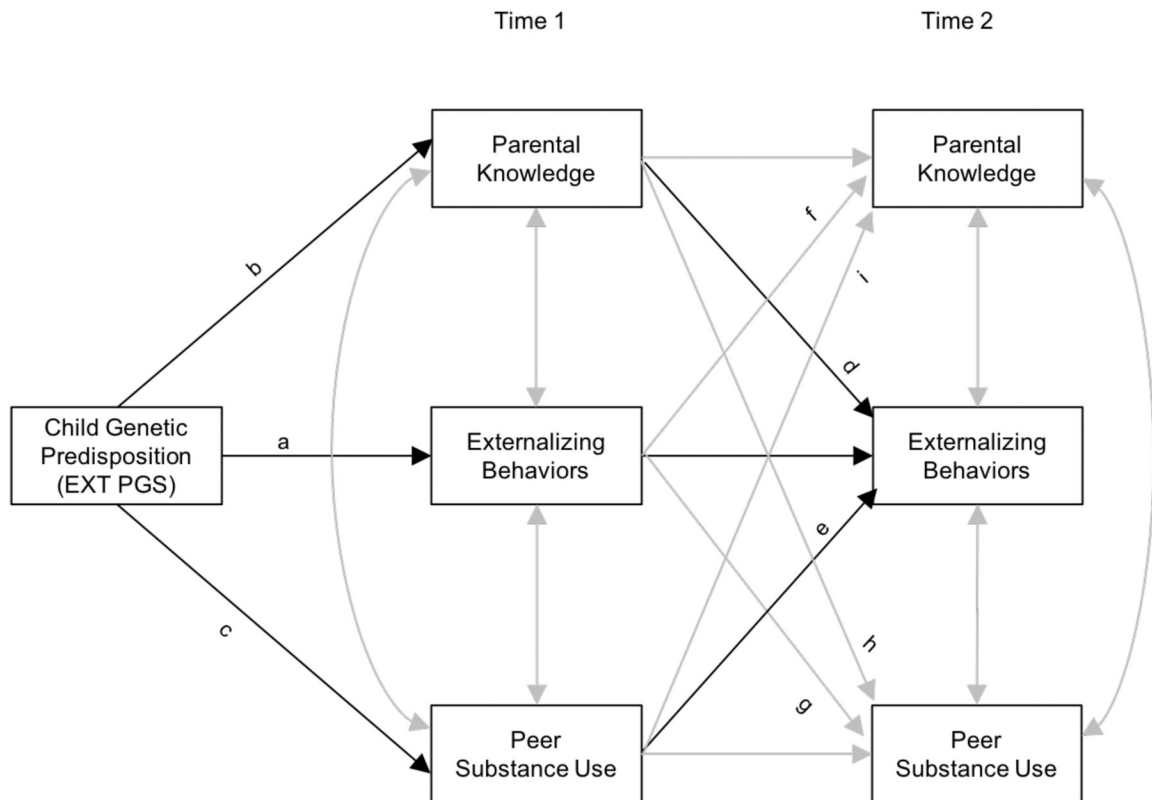 Time 1
Time 2
Parental
Knowledge
Parental
Knowledge
f
i
b
d
Child Genetic
Predisposition
(EXT PGS)
a
Externalizing
Behaviors
Externalizing
Behaviors
e
c
h
g
Peer
Substance Use
Peer
Substance Use